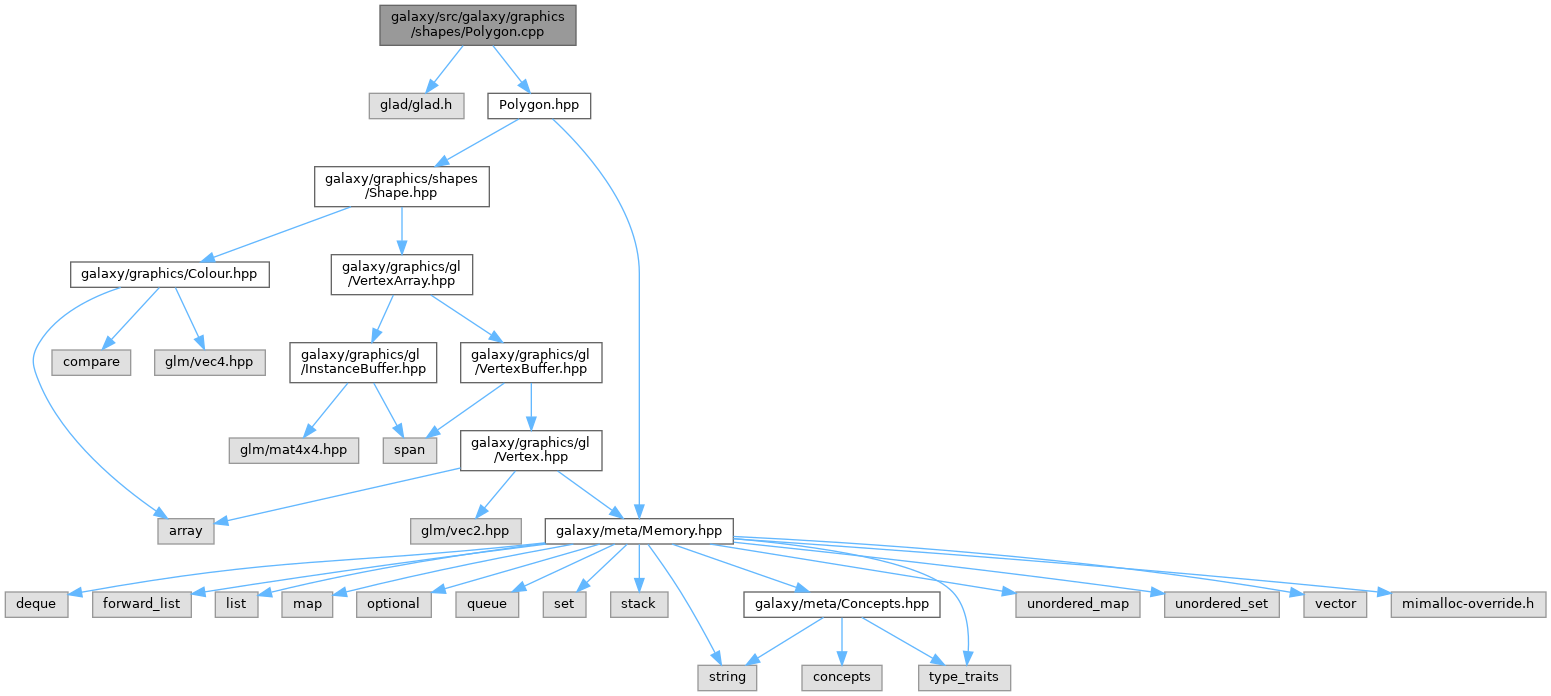 galaxy/src/galaxy/graphics
/shapes/Polygon.cpp
glad/glad.h
Polygon.hpp
galaxy/graphics/shapes
/Shape.hpp
galaxy/graphics/Colour.hpp
galaxy/graphics/gl
/VertexArray.hpp
compare
glm/vec4.hpp
galaxy/graphics/gl
/InstanceBuffer.hpp
galaxy/graphics/gl
/VertexBuffer.hpp
glm/mat4x4.hpp
span
galaxy/graphics/gl
/Vertex.hpp
array
glm/vec2.hpp
galaxy/meta/Memory.hpp
deque
forward_list
list
map
optional
queue
set
stack
galaxy/meta/Concepts.hpp
unordered_map
unordered_set
vector
mimalloc-override.h
string
concepts
type_traits